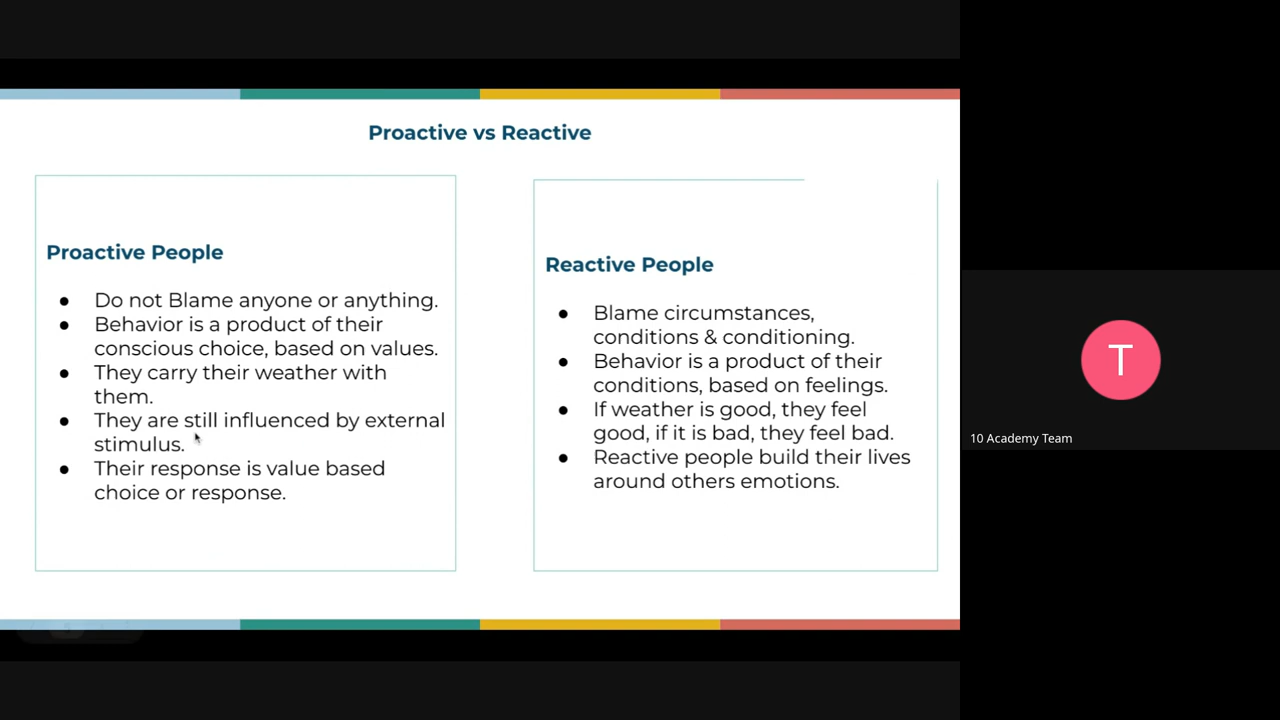 Proactive vs Reactive
Proactive People
● Do not Blame anyone or anything.
● Behavior is a product of their
conscious choice, based on values.
● They carry their weather with
them.
● They are still influenced by external
stimulus.
● Their response is value based
choice or response.
Reactive People
● Blame circumstances,
conditions & conditioning.
● Behavior is a product of their
conditions, based on feelings.
● If weather is good, they feel
good, if it is bad, they feel bad.
● Reactive people build their lives
around others emotions.
T
10 Academy Team